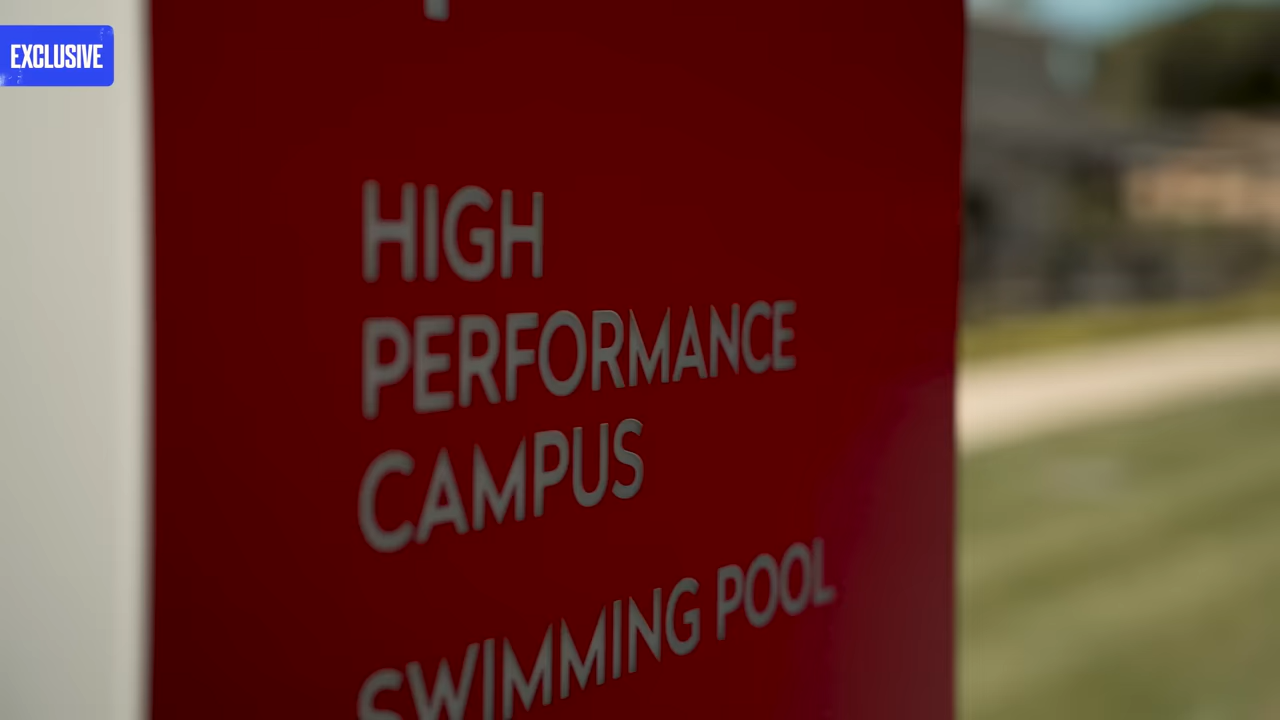 EXCLUSIVE
HIGH
PERFORMANCE
CAMPUS
SWIMMING POOL